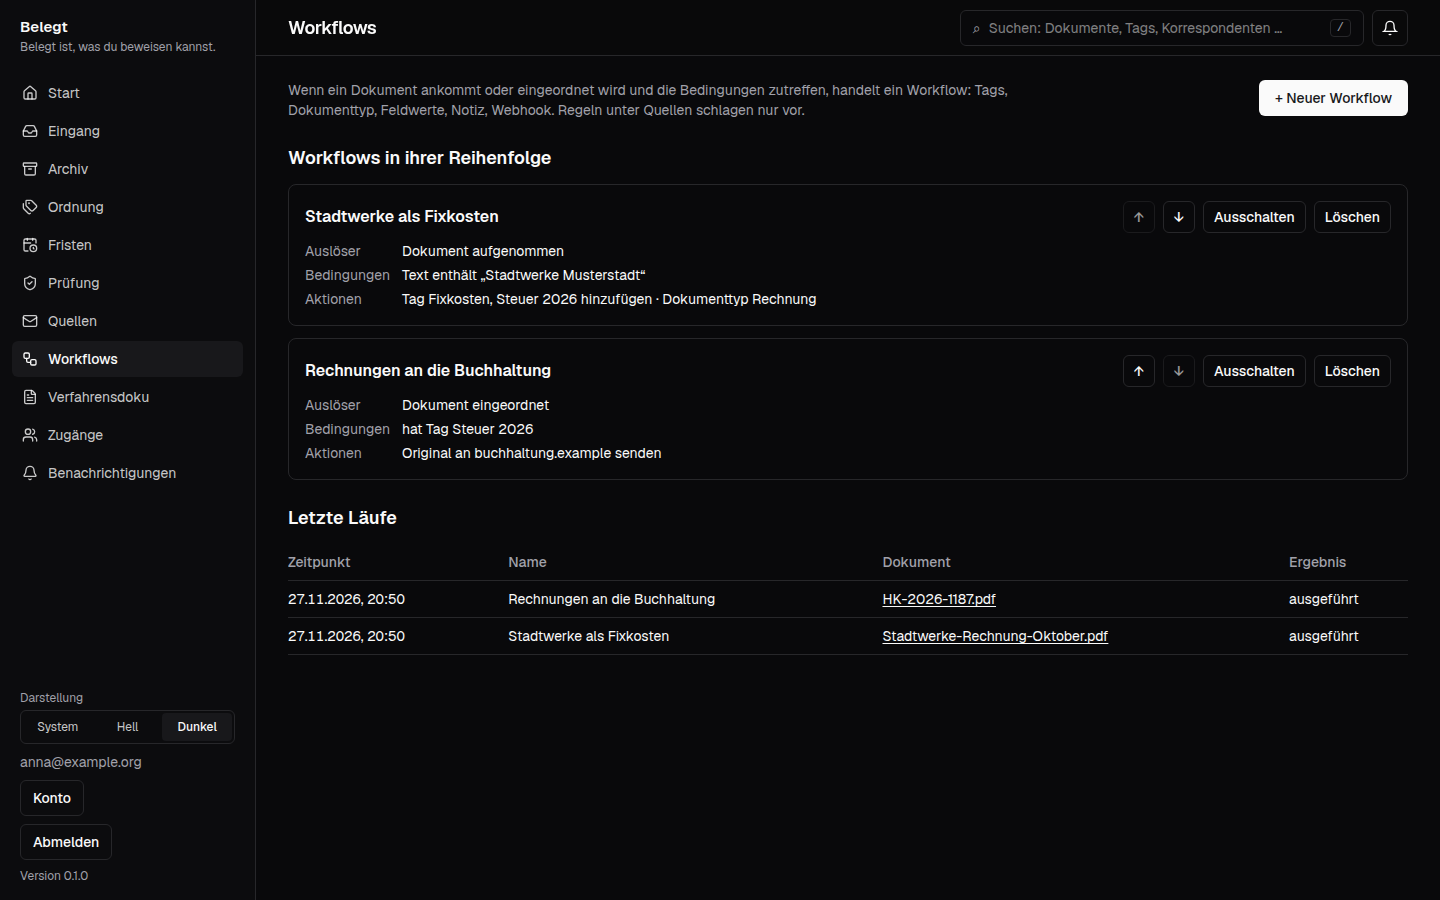 Belegt
Belegt ist, was du beweisen kannst.
Start
Eingang
Archiv
Ordnung
Fristen
Prüfung
Quellen
Workflows
Verfahrensdoku
Zugänge
Benachrichtigungen
Darstellung
System Hell Dunkel
anna@example.org
Konto
Abmelden
Version 0.1.0
Workflows
Suchen: Dokumente, Tags, Korrespondenten … /
Wenn ein Dokument ankommt oder eingeordnet wird und die Bedingungen zutreffen, handelt ein Workflow: Tags,
Dokumenttyp, Feldwerte, Notiz, Webhook. Regeln unter Quellen schlagen nur vor.
+ Neuer Workflow
Workflows in ihrer Reihenfolge
Stadtwerke als Fixkosten ↑ ↓ Ausschalten Löschen
Auslöser Dokument aufgenommen
Bedingungen Text enthält „Stadtwerke Musterstadt“
Aktionen Tag Fixkosten, Steuer 2026 hinzufügen · Dokumenttyp Rechnung
Rechnungen an die Buchhaltung ↑ ↓ Ausschalten Löschen
Auslöser Dokument eingeordnet
Bedingungen hat Tag Steuer 2026
Aktionen Original an buchhaltung.example senden
Letzte Läufe
Zeitpunkt Name Dokument Ergebnis
27.11.2026, 20:50 Rechnungen an die Buchhaltung HK-2026-1187.pdf ausgeführt
27.11.2026, 20:50 Stadtwerke als Fixkosten Stadtwerke-Rechnung-Oktober.pdf ausgeführt